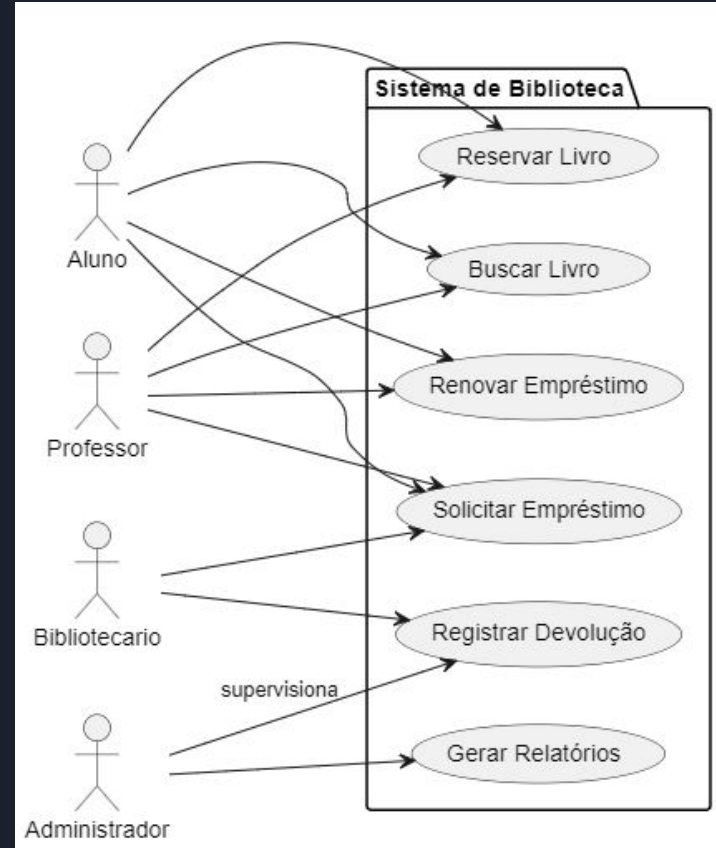 Sistema de Biblioteca
Reservar Livro
Aluno
Buscar Livro
Renovar Empréstimo
Professor
Solicitar Empréstimo
Bibliotecario
Registrar Devolução
supervisiona
Gerar Relatórios
Administrador